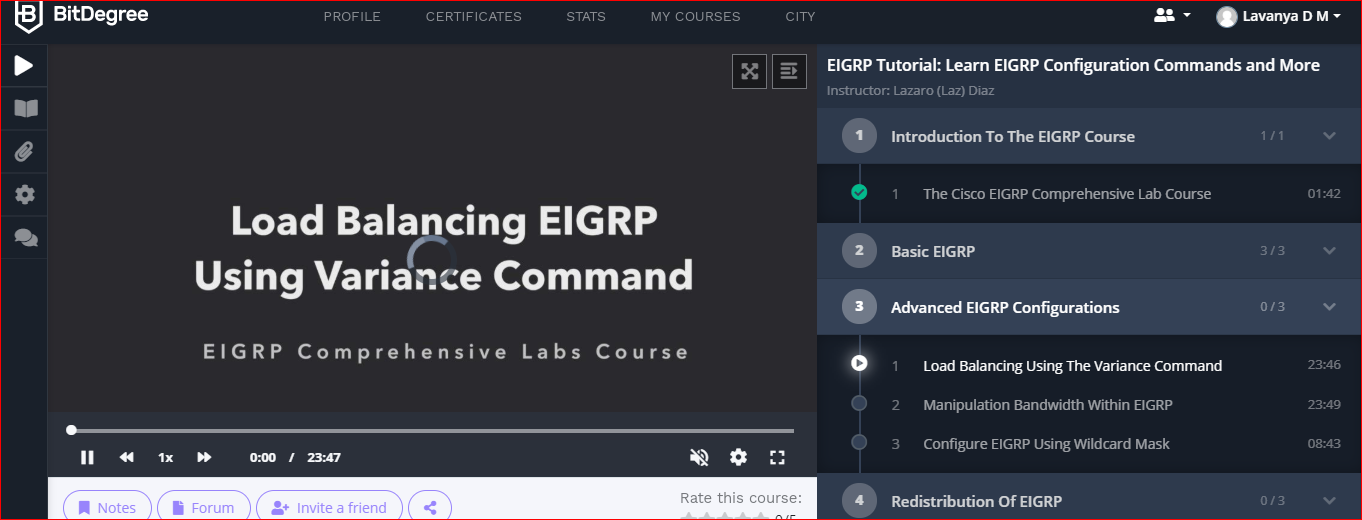 BitDegree
PROFILE CERTIFICATES STATS MY COURSES CITY
Lavanya D M
Load Balancing EIGRP
Using Variance Command
EIGRP Comprehensive Labs Course
1x 0:00 / 23:47
Notes Forum Invite a friend
Rate this course:
0/5
EIGRP Tutorial: Learn EIGRP Configuration Commands and More
Instructor: Lazaro (Laz) Diaz
1 Introduction To The EIGRP Course 1 / 1
1 The Cisco EIGRP Comprehensive Lab Course 01:42
2 Basic EIGRP 3 / 3
3 Advanced EIGRP Configurations 0 / 3
1 Load Balancing Using The Variance Command 23:46
2 Manipulation Bandwidth Within EIGRP 23:49
3 Configure EIGRP Using Wildcard Mask 08:43
4 Redistribution Of EIGRP 0 / 3